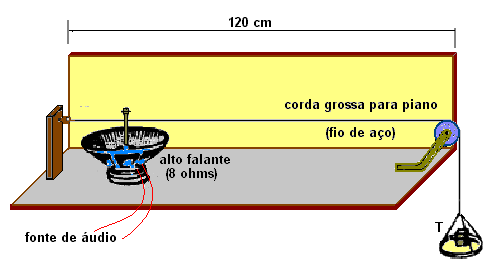 120 cm
corda grossa para piano
(fio de aço)
alto falante
(8 ohms)
T
fonte de áudio